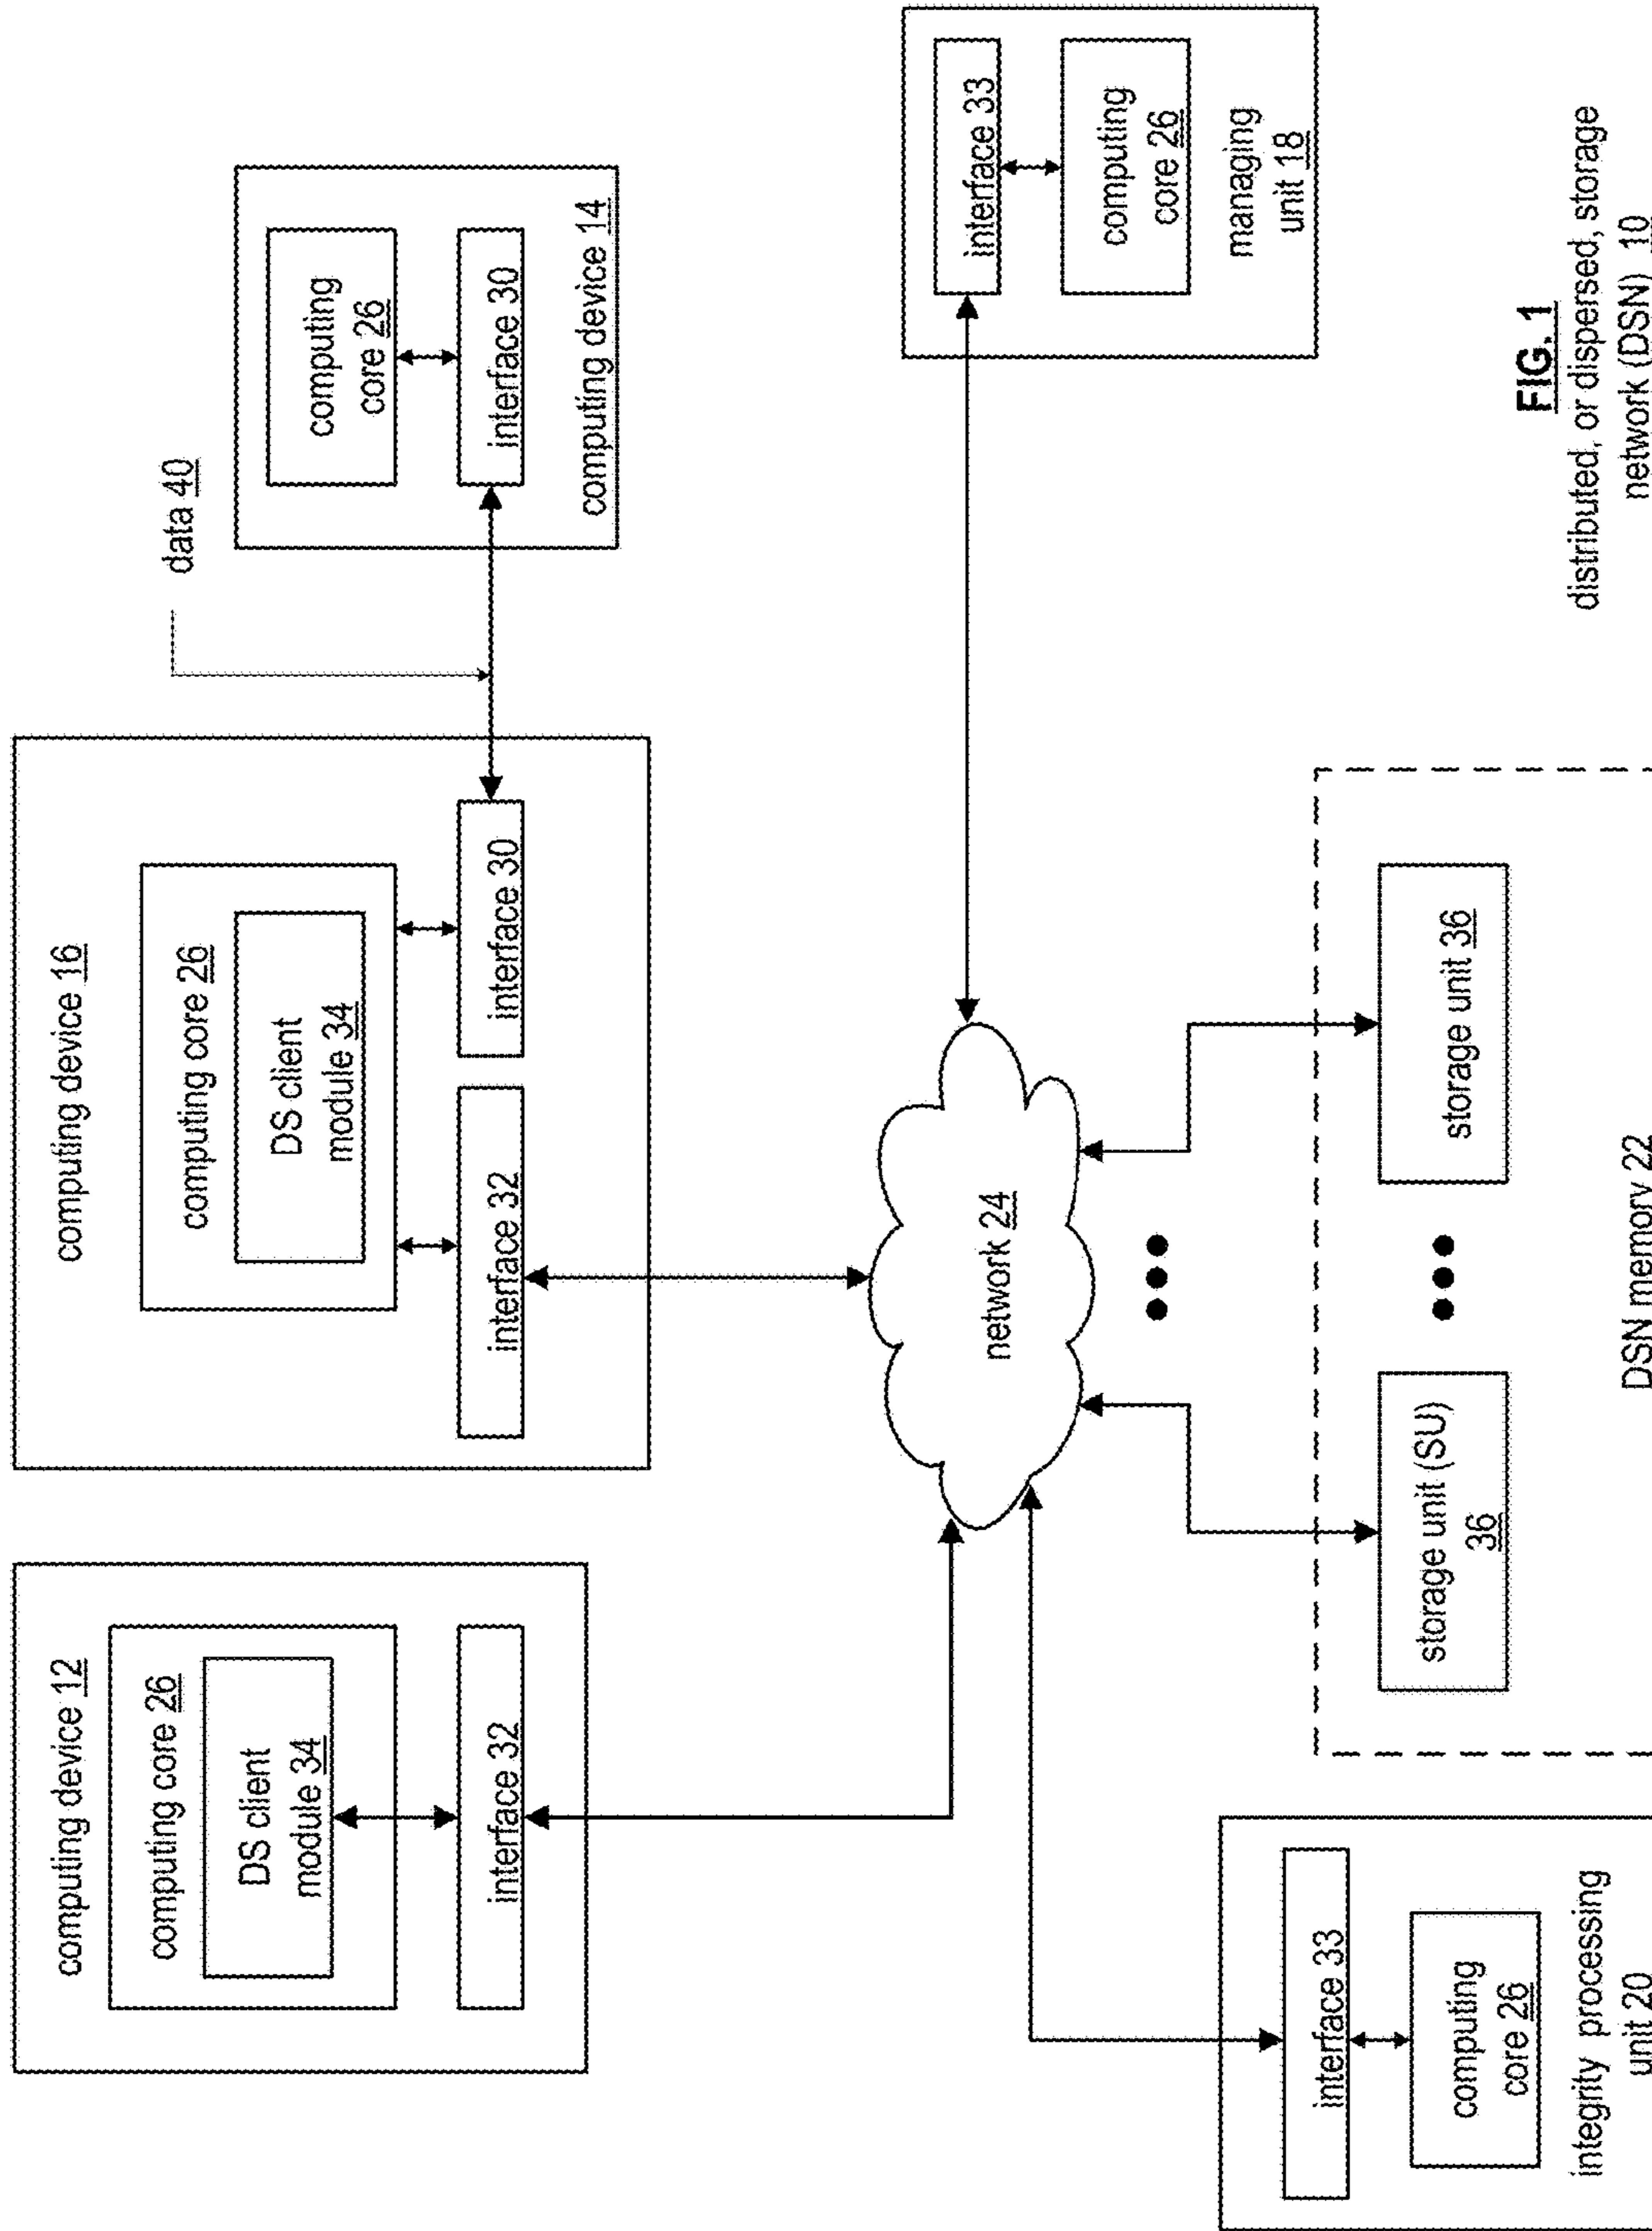 computing device 12
computing core 26
DS client
module 34
interface 32
computing device 16
computing core 26
DS client
module 34
interface 32
interface 30
data 40
computing
core 26
interface 30
computing device 14
network 24
interface 33
computing
core 26
managing
unit 18
interface 33
computing
core 26
integrity processing
unit 20
storage unit (SU)
36
storage unit 36
DSN memory 22
FIG. 1
distributed, or dispersed, storage
network (DSN) 10